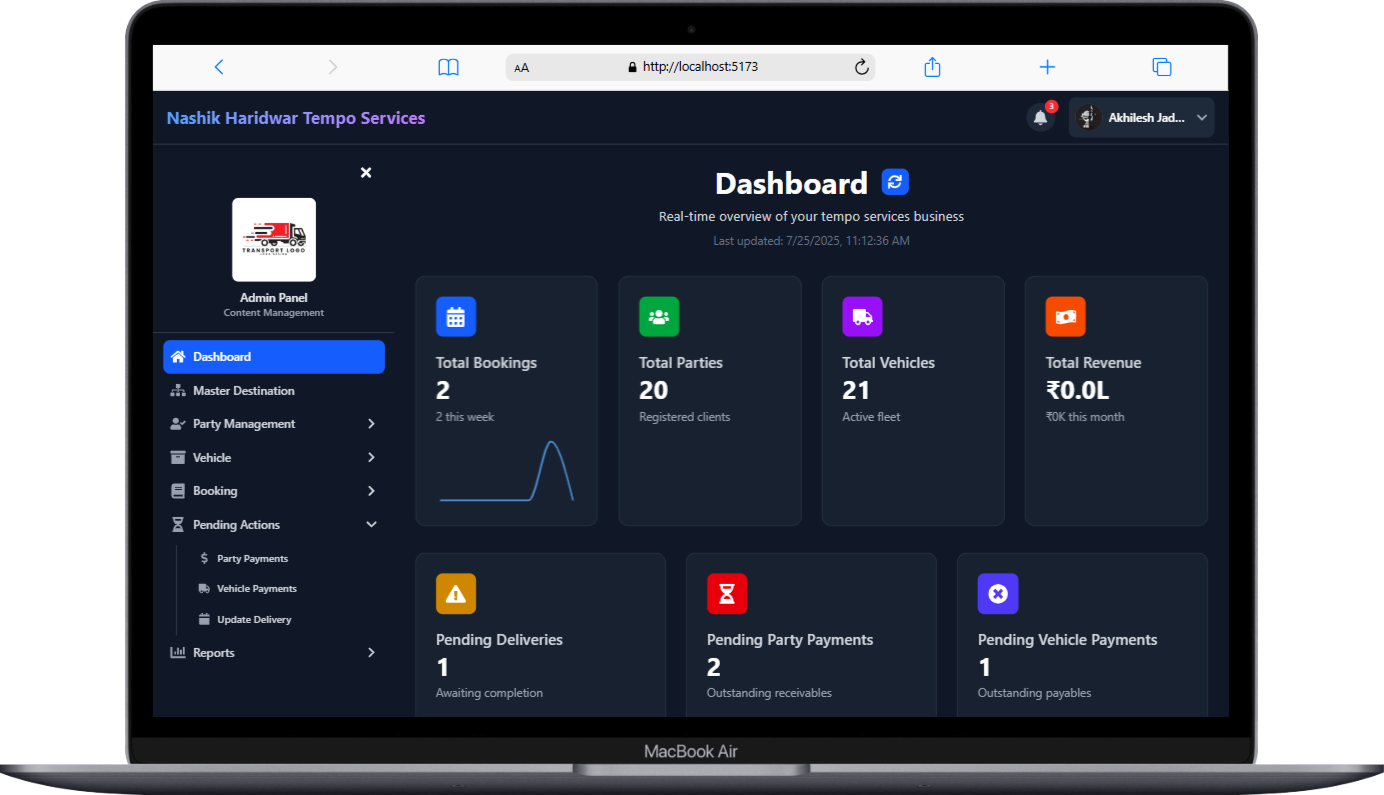 AA http://localhost:5173
Nashik Haridwar Tempo Services
3
Akhilesh Jad...
TRANSPORT LOGO
Admin Panel
Content Management
Dashboard
Master Destination
Party Management
Vehicle
Booking
Pending Actions
Party Payments
Vehicle Payments
Update Delivery
Reports
Dashboard
Real-time overview of your tempo services business
Last updated: 7/25/2025, 11:12:36 AM
Total Bookings
2
2 this week
Total Parties
20
Registered clients
Total Vehicles
21
Active fleet
Total Revenue
₹0.0L
₹0K this month
Pending Deliveries
1
Awaiting completion
Pending Party Payments
2
Outstanding receivables
Pending Vehicle Payments
1
Outstanding payables
MacBook Air